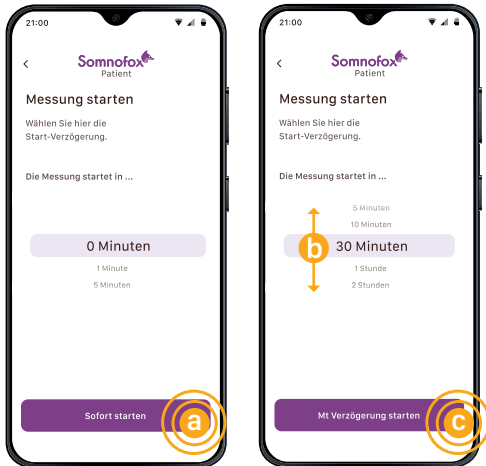 21:00
Somnofox
Patient
Messung starten
Wählen Sie hier die
Start-Verzögerung.
Die Messung startet in ...
0 Minuten
1 Minute
5 Minuten
Sofort starten
a
21:00
Somnofox
Patient
Messung starten
Wählen Sie hier die
Start-Verzögerung.
Die Messung startet in ...
5 Minuten
10 Minuten
b
30 Minuten
1 Stunde
2 Stunden
Mt Verzögerung starten
c